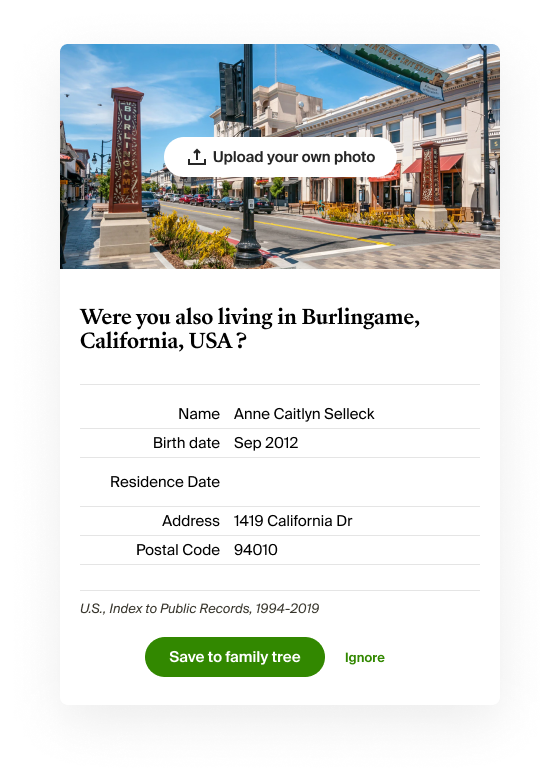 BURLINGAME
Upload your own photo
Were you also living in Burlingame,
California, USA ?
Name Anne Caitlyn Selleck
Birth date Sep 2012
Residence Date
Address 1419 California Dr
Postal Code 94010
U.S., Index to Public Records, 1994-2019
Save to family tree Ignore